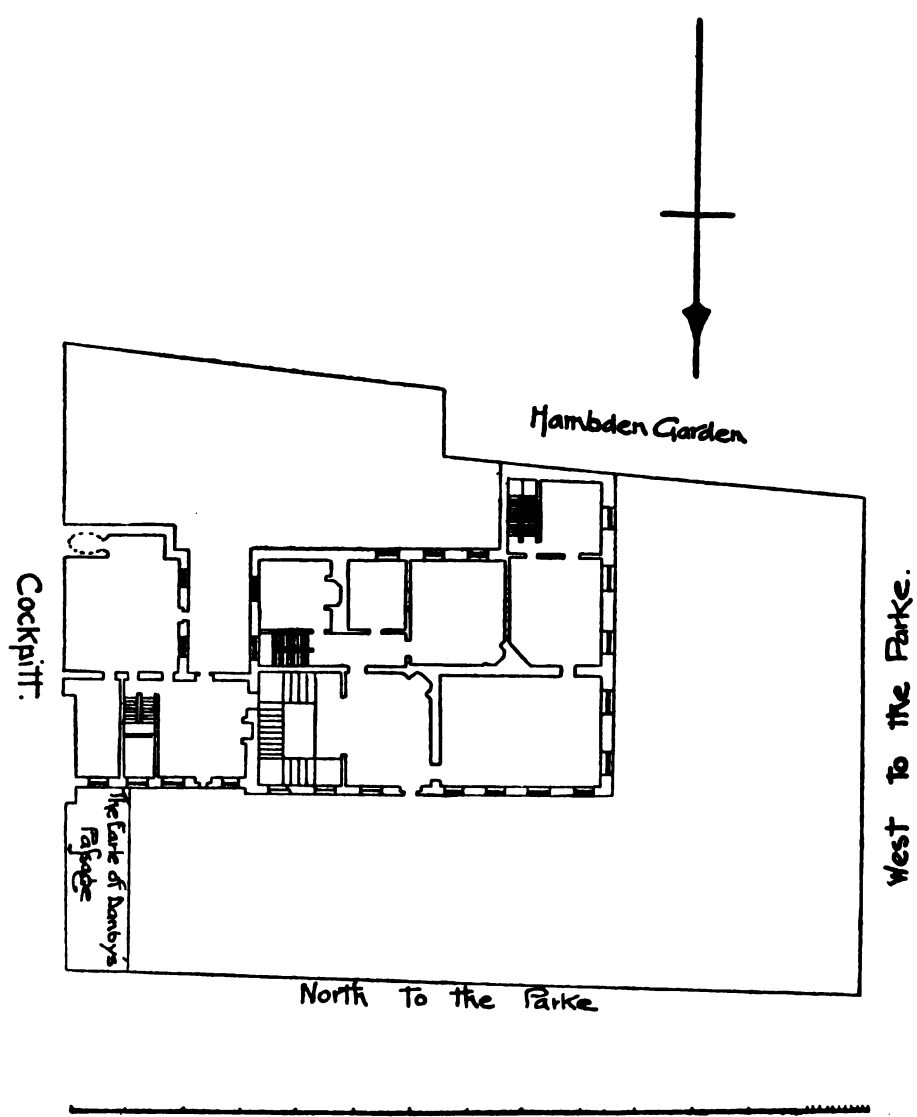 Hambden Garden
Cockpitt.
West to the Parke.
The Earle of Danby's
Passage
North to the Parke